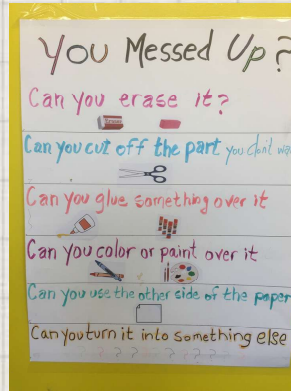 You Messed Up?
Can you erase it?
Can you cut off the part you don't
Can you glue something over it
Can you color or paint over it
Can you use the other side of the paper
Can you turn it into something else
? ? ? ? ? ? ?